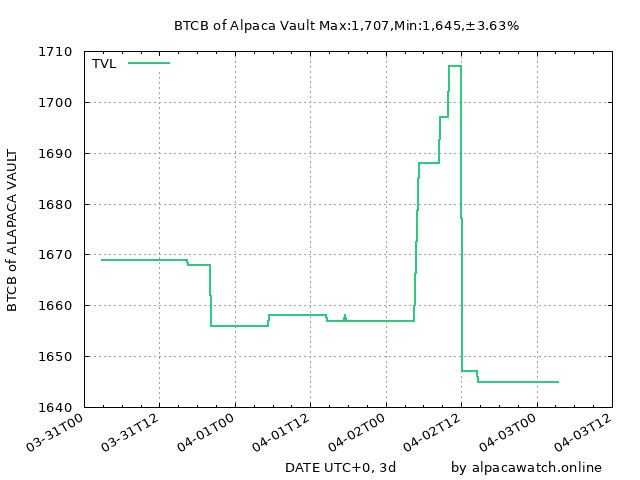 BTCB of Alpaca Vault Max:1,707,Min:1,645,±3.63%
TVL
BTCB of ALAPACA VAULT
1710
1700
1690
1680
1670
1660
1650
1640
03-31T00
03-31T12
04-01T00
04-01T12
04-02T00
04-02T12
04-03T00
04-03T12
DATE UTC+0, 3d
by alpacawatch.online